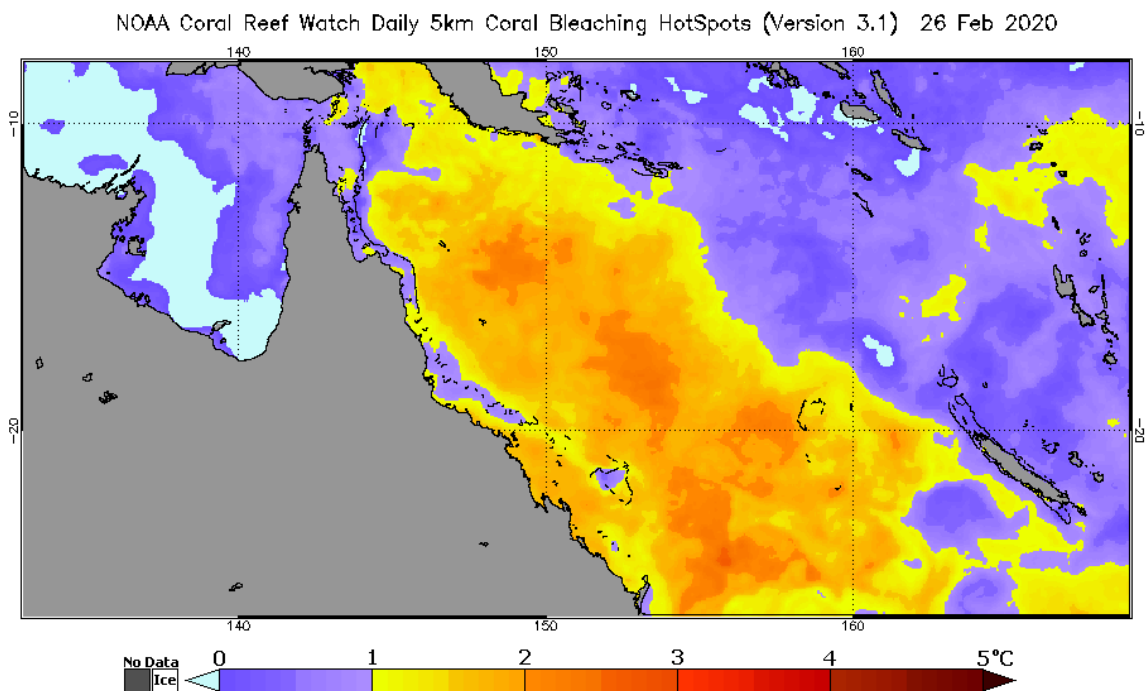 NOAA Coral Reef Watch Daily 5km Coral Bleaching HotSpots (Version 3.1)  26 Feb 2020
140 150 160
-10 -10
-20 -20
140 150 160
No Data
Ice
0 1 2 3 4 5°C